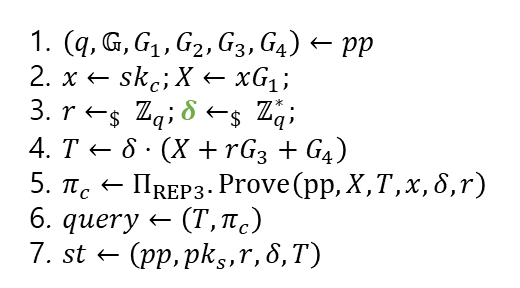 1. (q, 𝔾, G₁, G₂, G₃, G₄) ← pp
2. x ← sk_c; X ← xG₁;
3. r ←$ ℤ_q; δ ←$ ℤ_q^*;
4. T ← δ · (X + rG₃ + G₄)
5. π_c ← Π_REP3.Prove(pp, X, T, x, δ, r)
6. query ← (T, π_c)
7. st ← (pp, pk_s, r, δ, T)